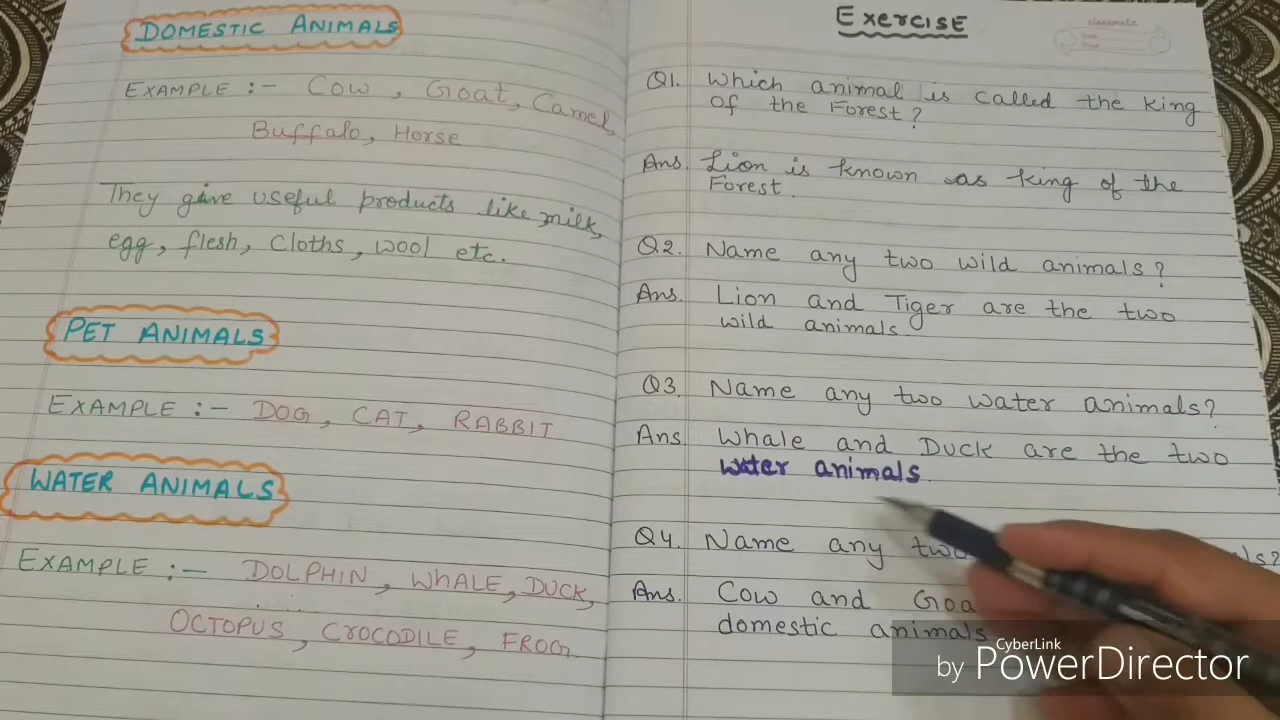 DOMESTIC ANIMALS
EXAMPLE :- Cow, Goat, Camel,
Buffalo, Horse
They give useful products like milk,
egg, flesh, Cloths, wool etc.
PET ANIMALS
EXAMPLE :- DOG, CAT, RABBIT
WATER ANIMALS
EXAMPLE :- DOLPHIN, WHALE, DUCK,
OCTOPUS, CROCODILE, FROG
Exercise
classmate
Q1. Which animal is called the king
of the Forest?
Ans. Lion is known as king of the
Forest.
Q2. Name any two wild animals?
Ans. Lion and Tiger are the two
wild animals
Q3. Name any two water animals?
Ans Whale and Duck are the two
water animals
Q4. Name any two
Ans. Cow and Goa
domestic animals
CyberLink
by PowerDirector